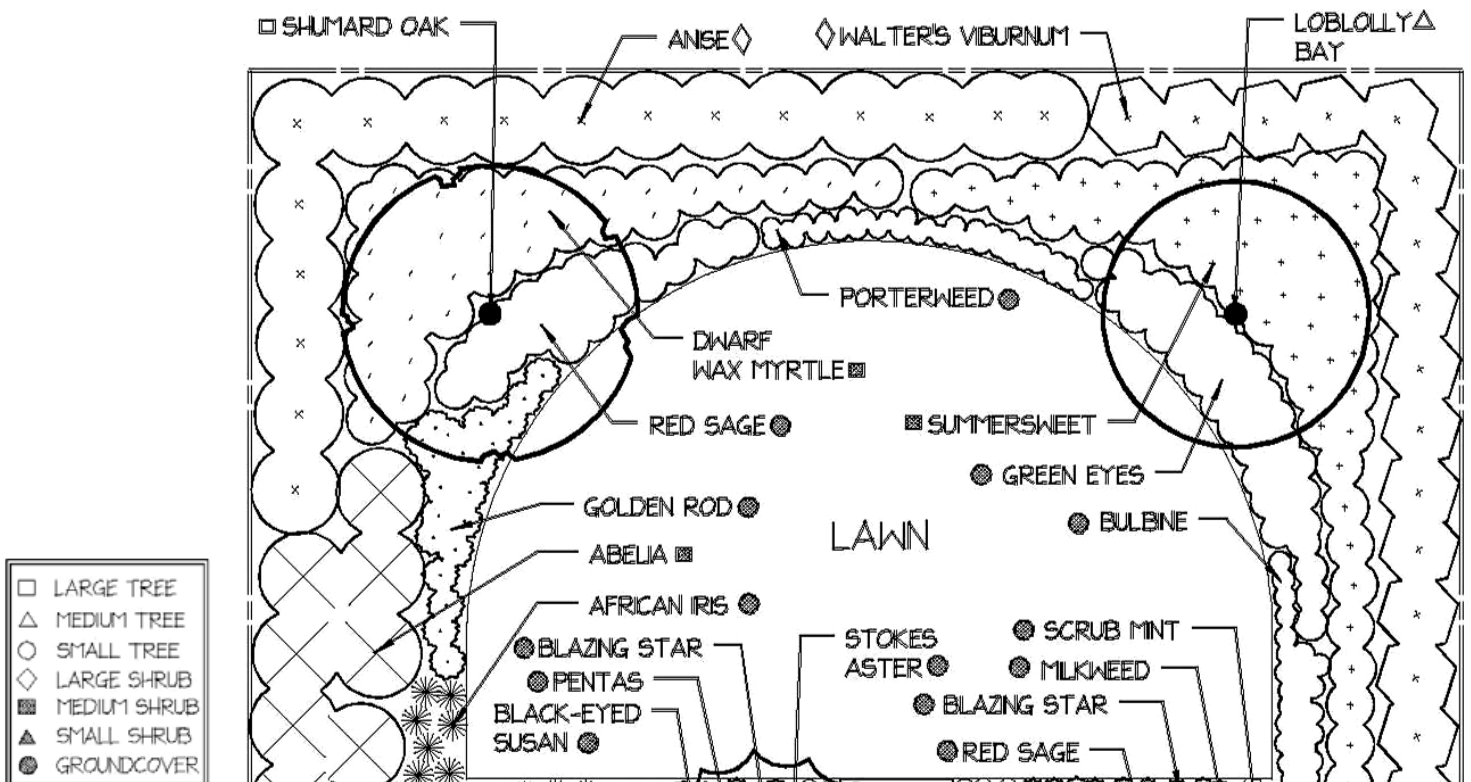 SHUMARD OAK
ANISE
WALTER'S VIBURNUM
LOBLOLLY
BAY
PORTERWEED
DWARF
WAX MYRTLE
RED SAGE
SUMMERSWEET
GREEN EYES
GOLDEN ROD
LAWN
BULBINE
ABELIA
AFRICAN IRIS
BLAZING STAR
STOKES
ASTER
SCRUB MINT
PENTAS
MILKWEED
BLACK-EYED
SUSAN
BLAZING STAR
RED SAGE
LARGE TREE
MEDIUM TREE
SMALL TREE
LARGE SHRUB
MEDIUM SHRUB
SMALL SHRUB
GROUNDCOVER